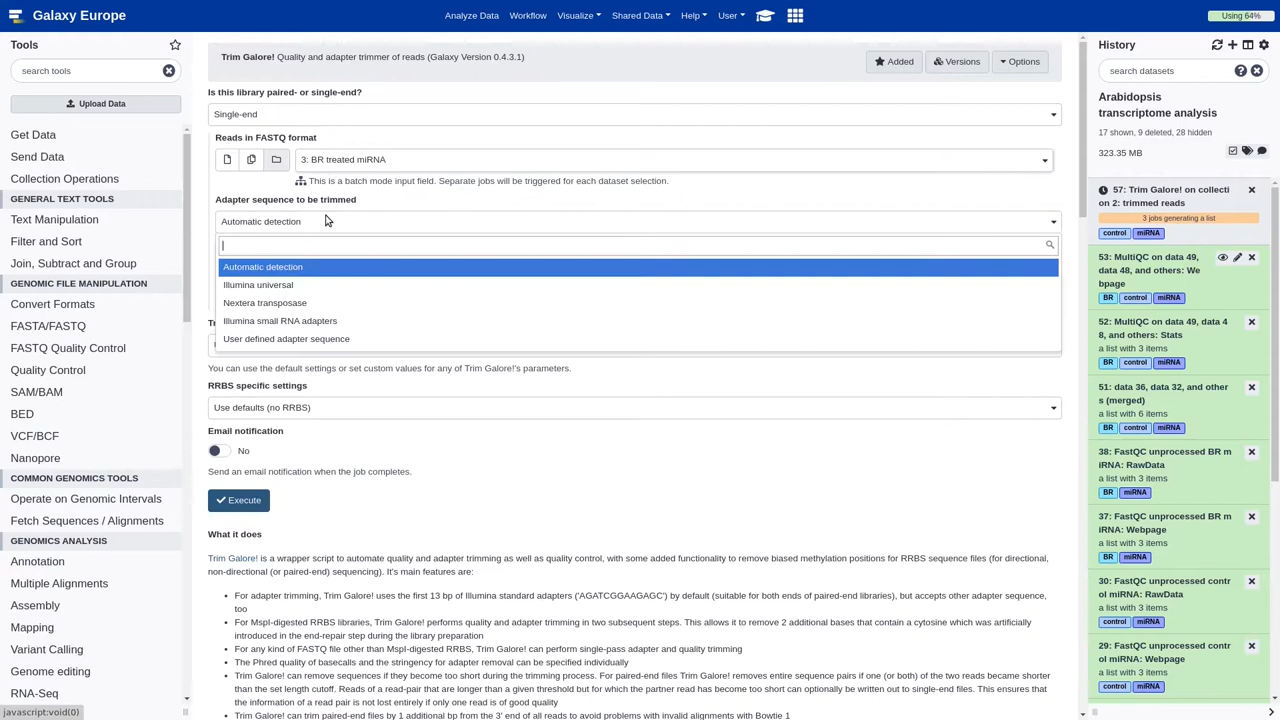 Galaxy Europe
Analyze Data Workflow Visualize Shared Data Help User
Using 64%
Tools
search tools
Upload Data
Get Data
Send Data
Collection Operations
GENERAL TEXT TOOLS
Text Manipulation
Filter and Sort
Join, Subtract and Group
GENOMIC FILE MANIPULATION
Convert Formats
FASTA/FASTQ
FASTQ Quality Control
Quality Control
SAM/BAM
BED
VCF/BCF
Nanopore
COMMON GENOMICS TOOLS
Operate on Genomic Intervals
Fetch Sequences / Alignments
GENOMICS ANALYSIS
Annotation
Multiple Alignments
Assembly
Mapping
Variant Calling
Genome editing
RNA-Seq
javascript:void(0)
Trim Galore! Quality and adapter trimmer of reads (Galaxy Version 0.4.3.1)
Added Versions Options
Is this library paired- or single-end?
Single-end
Reads in FASTQ format
3: BR treated miRNA
This is a batch mode input field. Separate jobs will be triggered for each dataset selection.
Adapter sequence to be trimmed
Automatic detection
Automatic detection
Illumina universal
Nextera transposase
Illumina small RNA adapters
User defined adapter sequence
You can use the default settings or set custom values for any of Trim Galore!'s parameters.
RRBS specific settings
Use defaults (no RRBS)
Email notification
No
Send an email notification when the job completes.
Execute
What it does
Trim Galore! is a wrapper script to automate quality and adapter trimming as well as quality control, with some added functionality to remove biased methylation positions for RRBS sequence files (for directional,
non-directional (or paired-end) sequencing). It's main features are:
• For adapter trimming, Trim Galore! uses the first 13 bp of Illumina standard adapters ('AGATCGGAAGAGC') by default (suitable for both ends of paired-end libraries), but accepts other adapter sequence,
too
• For MspI-digested RRBS libraries, Trim Galore! performs quality and adapter trimming in two subsequent steps. This allows it to remove 2 additional bases that contain a cytosine which was artificially
introduced in the end-repair step during the library preparation
• For any kind of FASTQ file other than MspI-digested RRBS, Trim Galore! can perform single-pass adapter and quality trimming
• The Phred quality of basecalls and the stringency for adapter removal can be specified individually
• Trim Galore! can remove sequences if they become too short during the trimming process. For paired-end files Trim Galore! removes entire sequence pairs if one (or both) of the two reads became shorter
than the set length cutoff. Reads of a read-pair that are longer than a given threshold but for which the partner read has become too short can optionally be written out to single-end files. This ensures that
the information of a read pair is not lost entirely if only one read is of good quality
• Trim Galore! can trim paired-end files by 1 additional bp from the 3' end of all reads to avoid problems with invalid alignments with Bowtie 1
History
search datasets
Arabidopsis
transcriptome analysis
17 shown, 9 deleted, 28 hidden
323.35 MB
57: Trim Galore! on collecti
on 2: trimmed reads
3 jobs generating a list
control miRNA
53: MultiQC on data 49,
data 48, and others: We
bpage
BR control miRNA
52: MultiQC on data 49, data 4
8, and others: Stats
a list with 3 items
BR control miRNA
51: data 36, data 32, and other
s (merged)
a list with 6 items
BR control miRNA
38: FastQC unprocessed BR m
iRNA: RawData
a list with 3 items
BR miRNA
37: FastQC unprocessed BR m
iRNA: Webpage
a list with 3 items
BR miRNA
30: FastQC unprocessed contr
ol miRNA: RawData
a list with 3 items
control miRNA
29: FastQC unprocessed contr
ol miRNA: Webpage
a list with 3 items
control miRNA